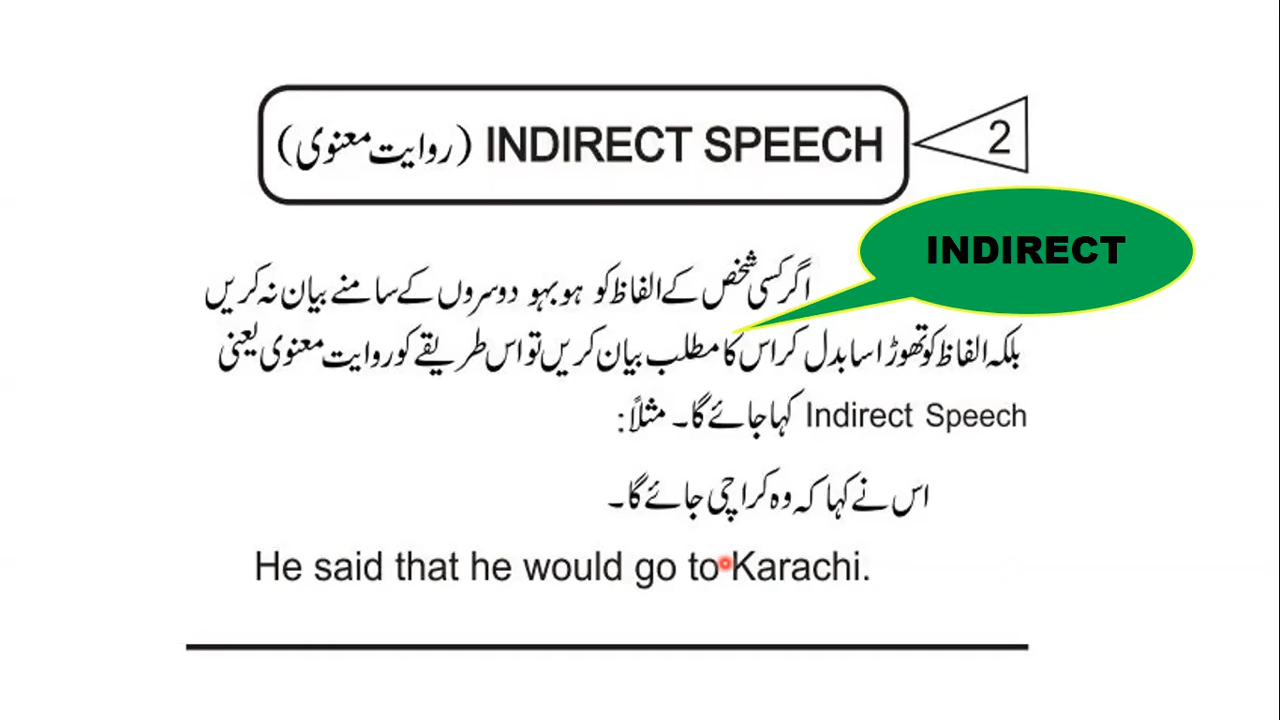 2
INDIRECT SPEECH (روایت معنوی)
INDIRECT
اگر کسی شخص کے الفاظ کو ہو بہو دوسروں کے سامنے بیان نہ کریں
بلکہ الفاظ کو تھوڑا سا بدل کر اس کا مطلب بیان کریں تو اس طریقے کو روایت معنوی یعنی
Indirect Speech کہا جائے گا۔ مثلاً:
اس نے کہا کہ وہ کراچی جائے گا۔
He said that he would go to Karachi.